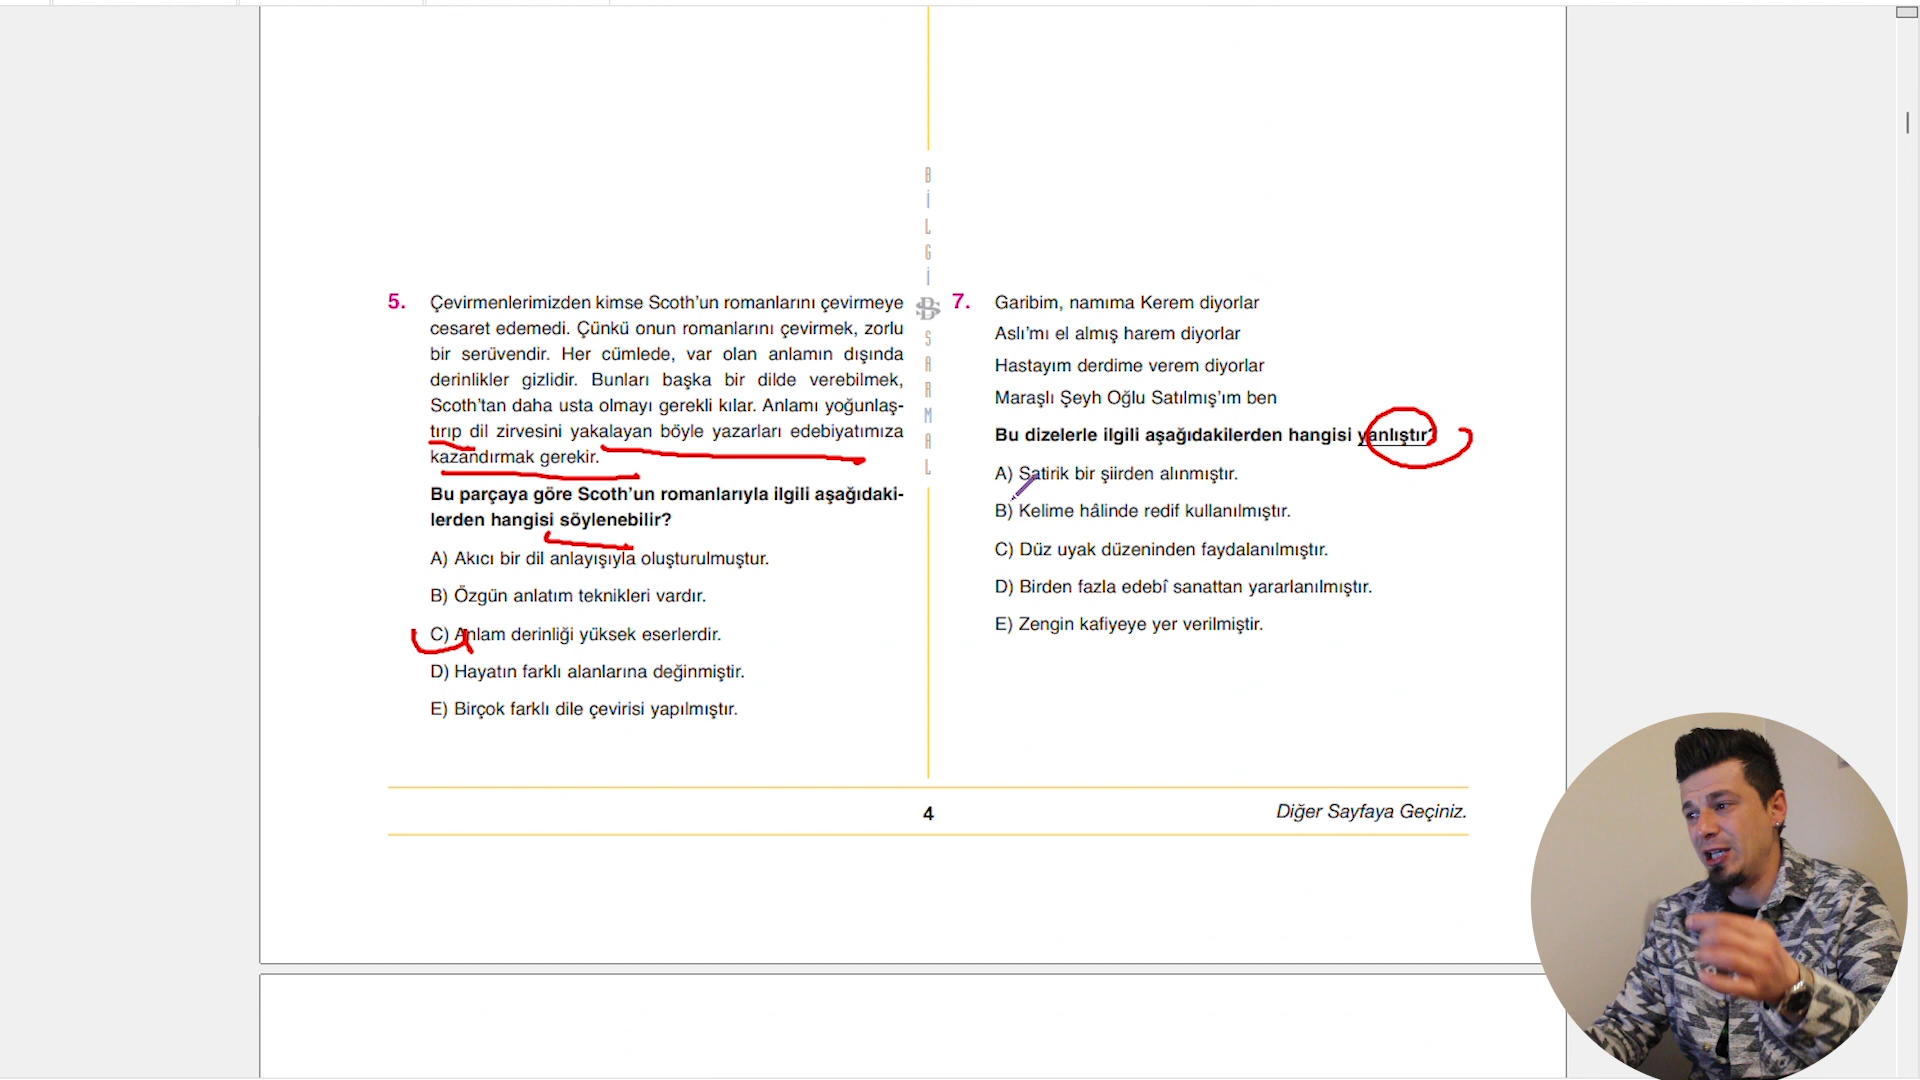 5. Çevirmenlerimizden kimse Scoth'un romanlarını çevirmeye
cesaret edemedi. Çünkü onun romanlarını çevirmek, zorlu
bir serüvendir. Her cümlede, var olan anlamın dışında
derinlikler gizlidir. Bunları başka bir dilde verebilmek,
Scoth'tan daha usta olmayı gerekli kılar. Anlamı yoğunlaş-
tırıp dil zirvesini yakalayan böyle yazarları edebiyatımıza
kazandırmak gerekir.
Bu parçaya göre Scoth'un romanlarıyla ilgili aşağıdaki-
lerden hangisi söylenebilir?
A) Akıcı bir dil anlayışıyla oluşturulmuştur.
B) Özgün anlatım teknikleri vardır.
C) Anlam derinliği yüksek eserlerdir.
D) Hayatın farklı alanlarına değinmiştir.
E) Birçok farklı dile çevirisi yapılmıştır.
BİLGİ
SARMAL
7. Garibim, namıma Kerem diyorlar
Aslı'mı el almış harem diyorlar
Hastayım derdime verem diyorlar
Maraşlı Şeyh Oğlu Satılmış'ım ben
Bu dizelerle ilgili aşağıdakilerden hangisi yanlıştır?
A) Satirik bir şiirden alınmıştır.
B) Kelime hâlinde redif kullanılmıştır.
C) Düz uyak düzeninden faydalanılmıştır.
D) Birden fazla edebî sanattan yararlanılmıştır.
E) Zengin kafiyeye yer verilmiştir.
4
Diğer Sayfaya Geçiniz.